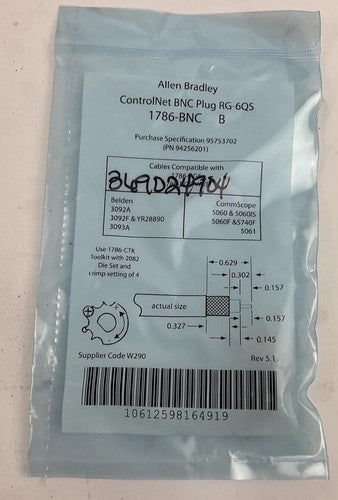 Allen Bradley
ControlNet BNC Plug RG-6QS
1786-BNC B
Purchase Specification 95753702
(PN 94256201)
Cables Compatible with
1786
369D24904
Belden
3092A
3092F & YR28890
3093A
CommScope
5060 & 5060IS
5060F &5740F
5061
Use 1786-CTK
Toolkit with 2082
Die Set and
crimp setting of 4
0.629
0.302
0.157
actual size
0.157
0.327
0.145
Supplier Code W290
Rev 5.1
10612598164919